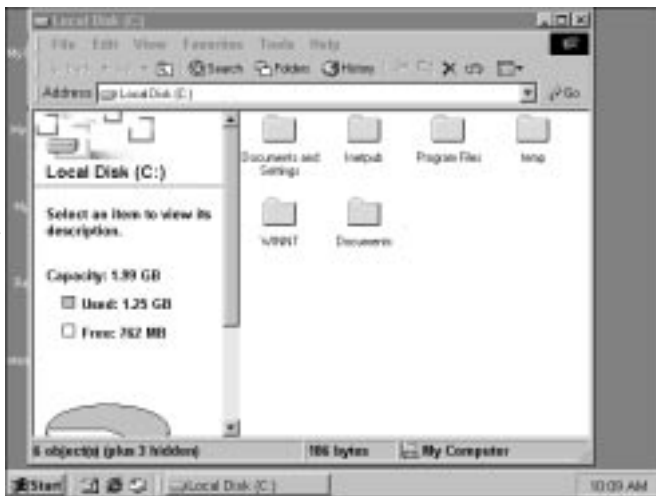 Local Disk (C:)
File Edit View Favorites Tools Help
Search Folders History
Address Local Disk (C:)
Go
Local Disk (C:)
Select an item to view its
description.
Capacity: 1.99 GB
Used: 1.25 GB
Free: 762 MB
Documents and
Settings
Inetpub
Program Files
temp
WINNT
Documents
6 object(s) (plus 3 hidden)
186 bytes
My Computer
Start
Local Disk (C:)
10:09 AM